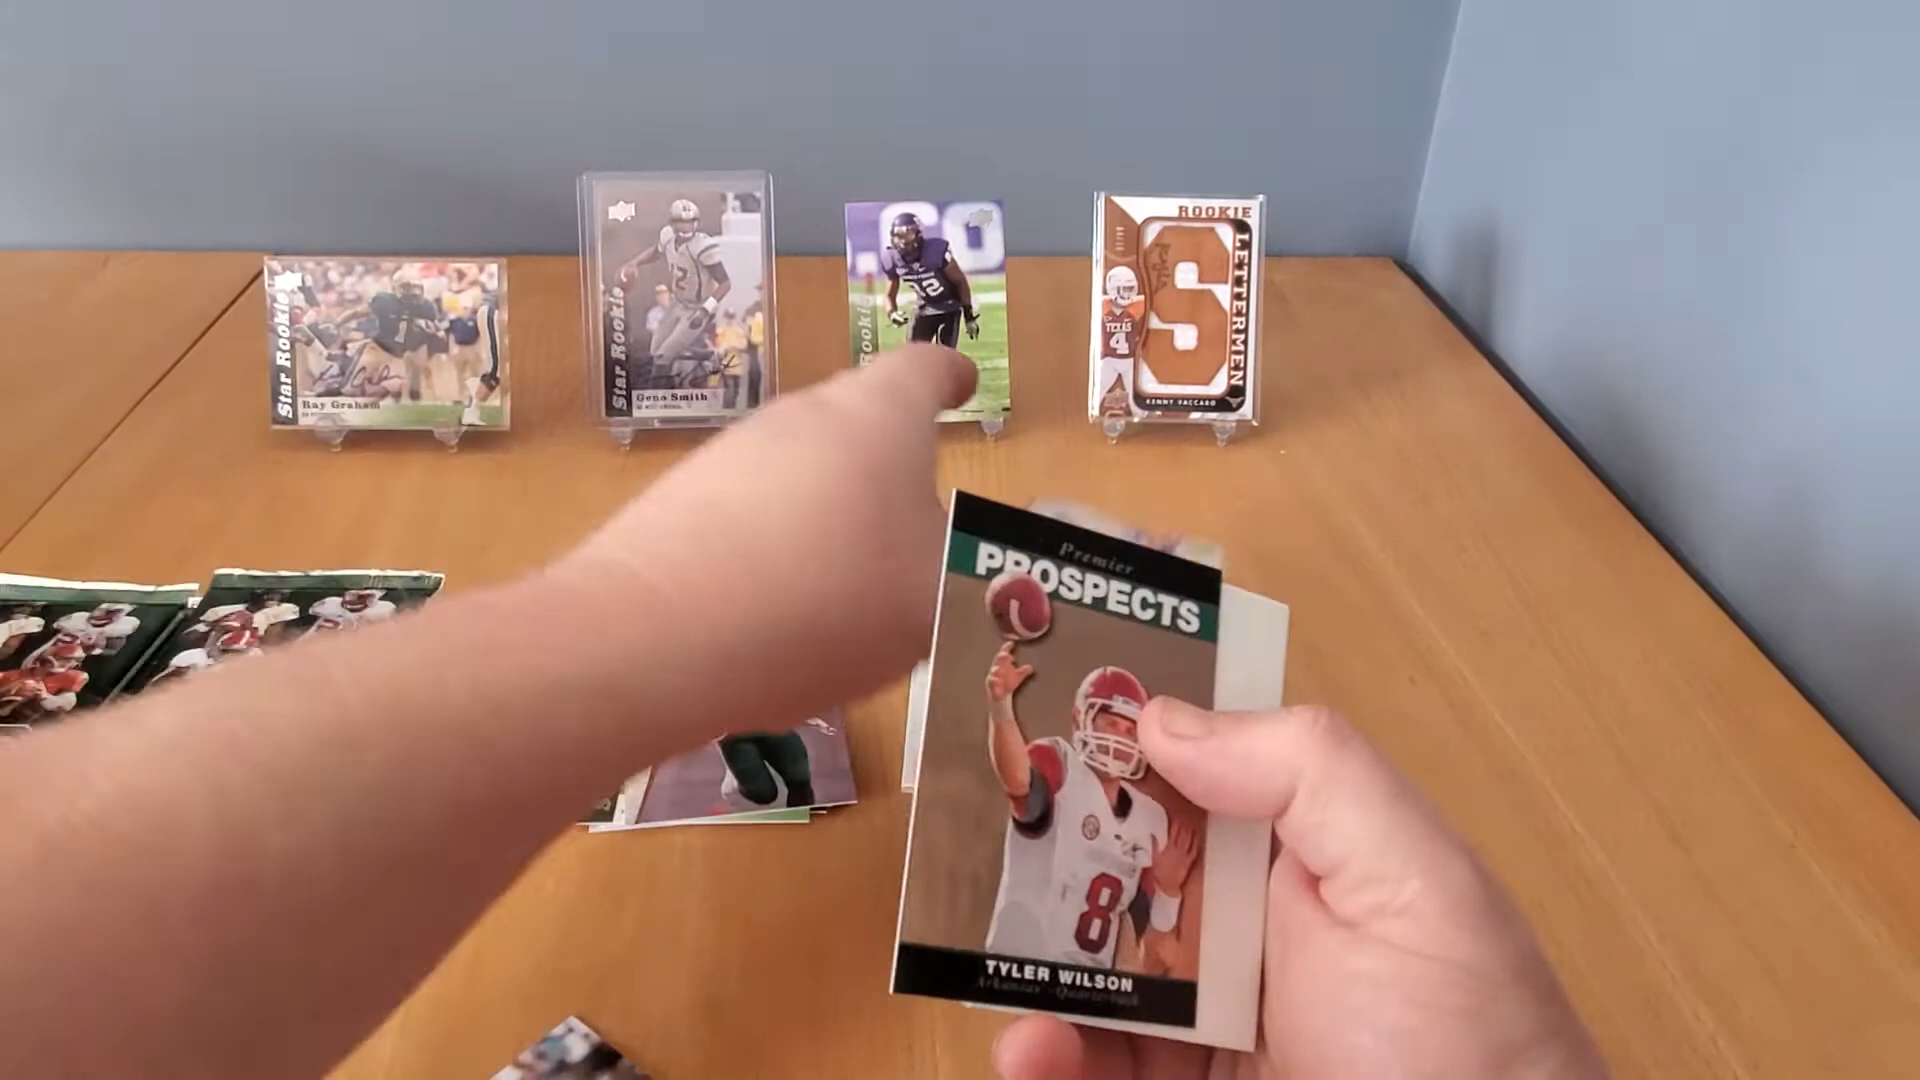 Star Rookie
Ray Graham
Star Rookie
Geno Smith
12
Rookie
ROOKIE
LETTERMEN
S
TEXAS
4
KENNY VACCARO
Premier
PROSPECTS
8
TYLER WILSON
Arkansas - Quarterback